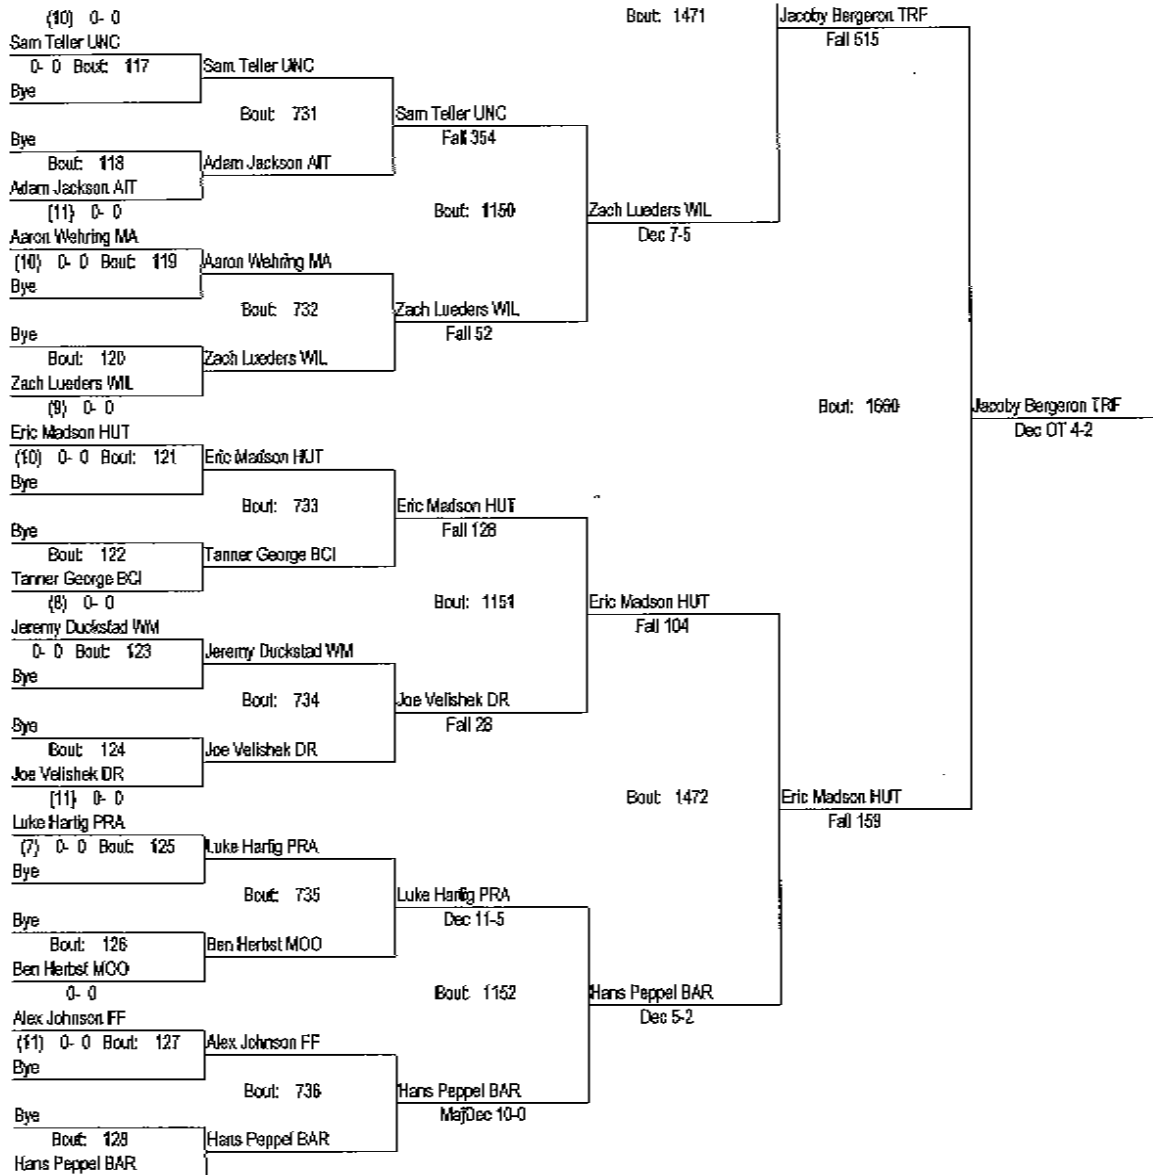 (10) 0- 0
Bout: 1471
Jacoby Bergeron TRF
Sam Teller UNC
Fall 515
0- 0 Bout: 117
Sam Teller UNC
Bye
Bout: 731
Sam Teller UNC
Bye
Fall 354
Bout: 118
Adam Jackson AIT
Adam Jackson AIT
(11) 0- 0
Bout: 1150
Zach Lueders WIL
Aaron Wehring MA
Dec 7-5
(10) 0- 0 Bout: 119
Aaron Wehring MA
Bye
Bout: 732
Zach Lueders WIL
Bye
Fall 52
Bout: 120
Zach Lueders WIL
Zach Lueders WIL
(9) 0- 0
Bout: 1660
Jacoby Bergeron TRF
Eric Madson HUT
Dec OT 4-2
(10) 0- 0 Bout: 121
Eric Madson HUT
Bye
Bout: 733
Eric Madson HUT
Bye
Fall 128
Bout: 122
Tanner George BCI
Tanner George BCI
(8) 0- 0
Bout: 1151
Eric Madson HUT
Jeremy Duckstad WM
Fall 104
0- 0 Bout: 123
Jeremy Duckstad WM
Bye
Bout: 734
Joe Velishek DR
Bye
Fall 28
Bout: 124
Joe Velishek DR
Joe Velishek DR
(11) 0- 0
Bout: 1472
Eric Madson HUT
Luke Hartig PRA
Fall 159
(7) 0- 0 Bout: 125
Luke Hartig PRA
Bye
Bout: 735
Luke Hartig PRA
Bye
Dec 11-5
Bout: 126
Ben Herbst MOO
Ben Herbst MOO
0- 0
Bout: 1152
Hans Peppel BAR
Alex Johnson FF
Dec 5-2
(11) 0- 0 Bout: 127
Alex Johnson FF
Bye
Bout: 736
Hans Peppel BAR
Bye
MajDec 10-0
Bout: 128
Hans Peppel BAR
Hans Peppel BAR